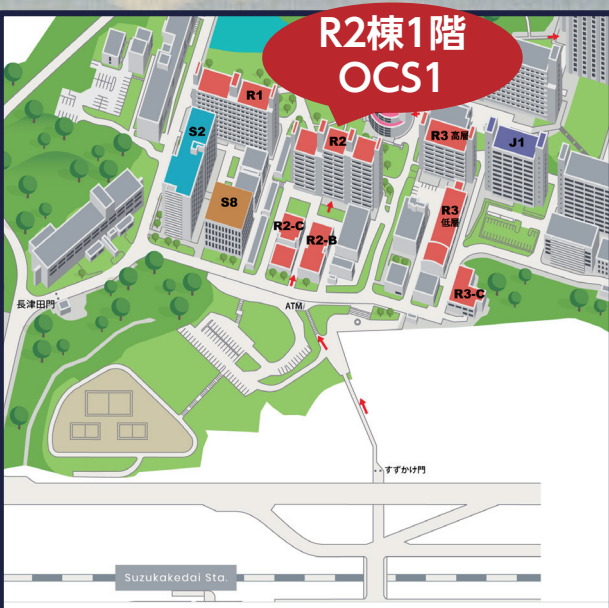 R2棟1階
OCS1
R1
R2
R3 高層
J1
S2
S8
R3
低層
R2-C
R2-B
R3-C
長津田門
ATM
すずかけ門
Suzukakedai Sta.